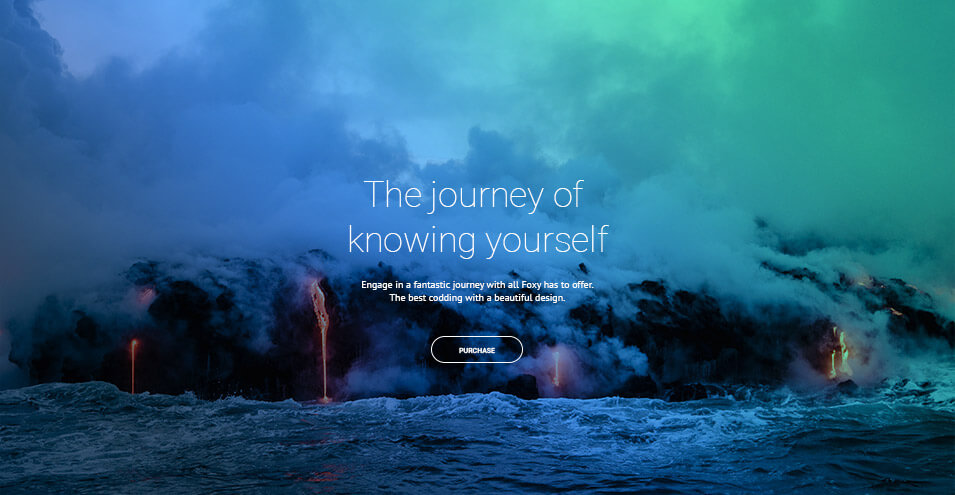 The journey of
knowing yourself
Engage in a fantastic journey with all Foxy has to offer.
The best codding with a beautiful design.
PURCHASE